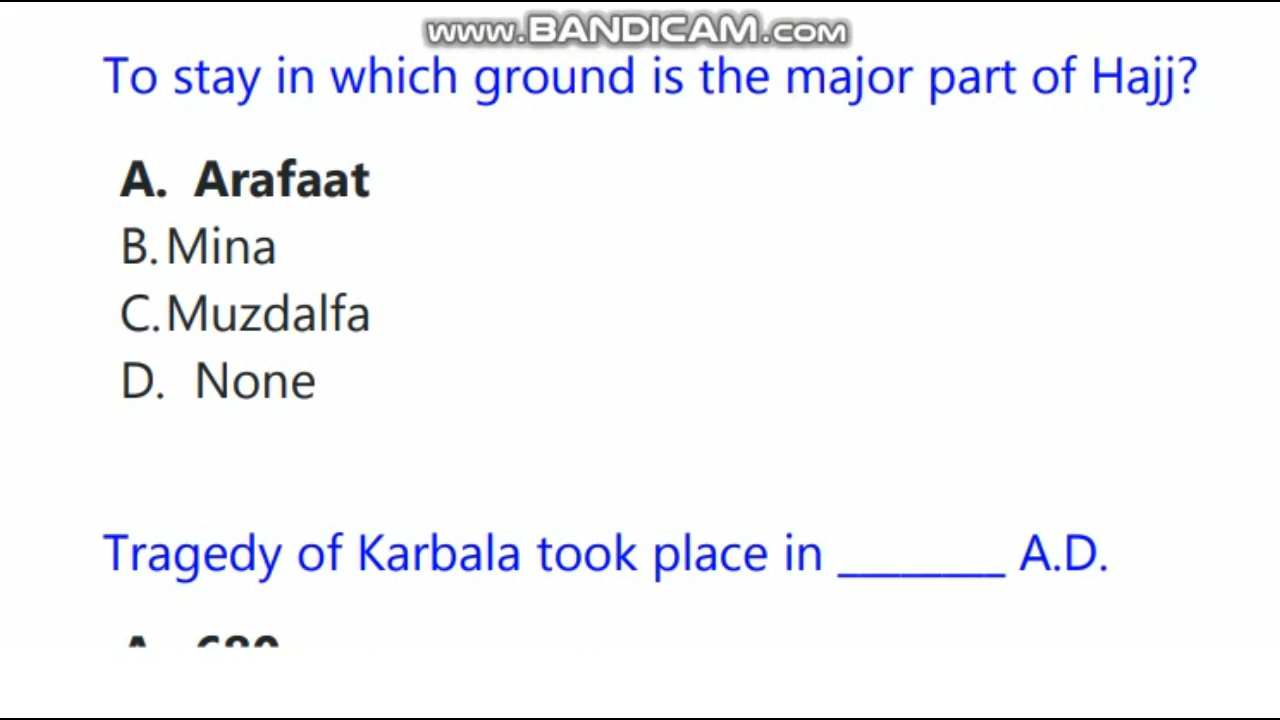 www.BANDICAM.com
To stay in which ground is the major part of Hajj?
A. Arafaat
B. Mina
C. Muzdalfa
D. None
Tragedy of Karbala took place in ________ A.D.
A. 680